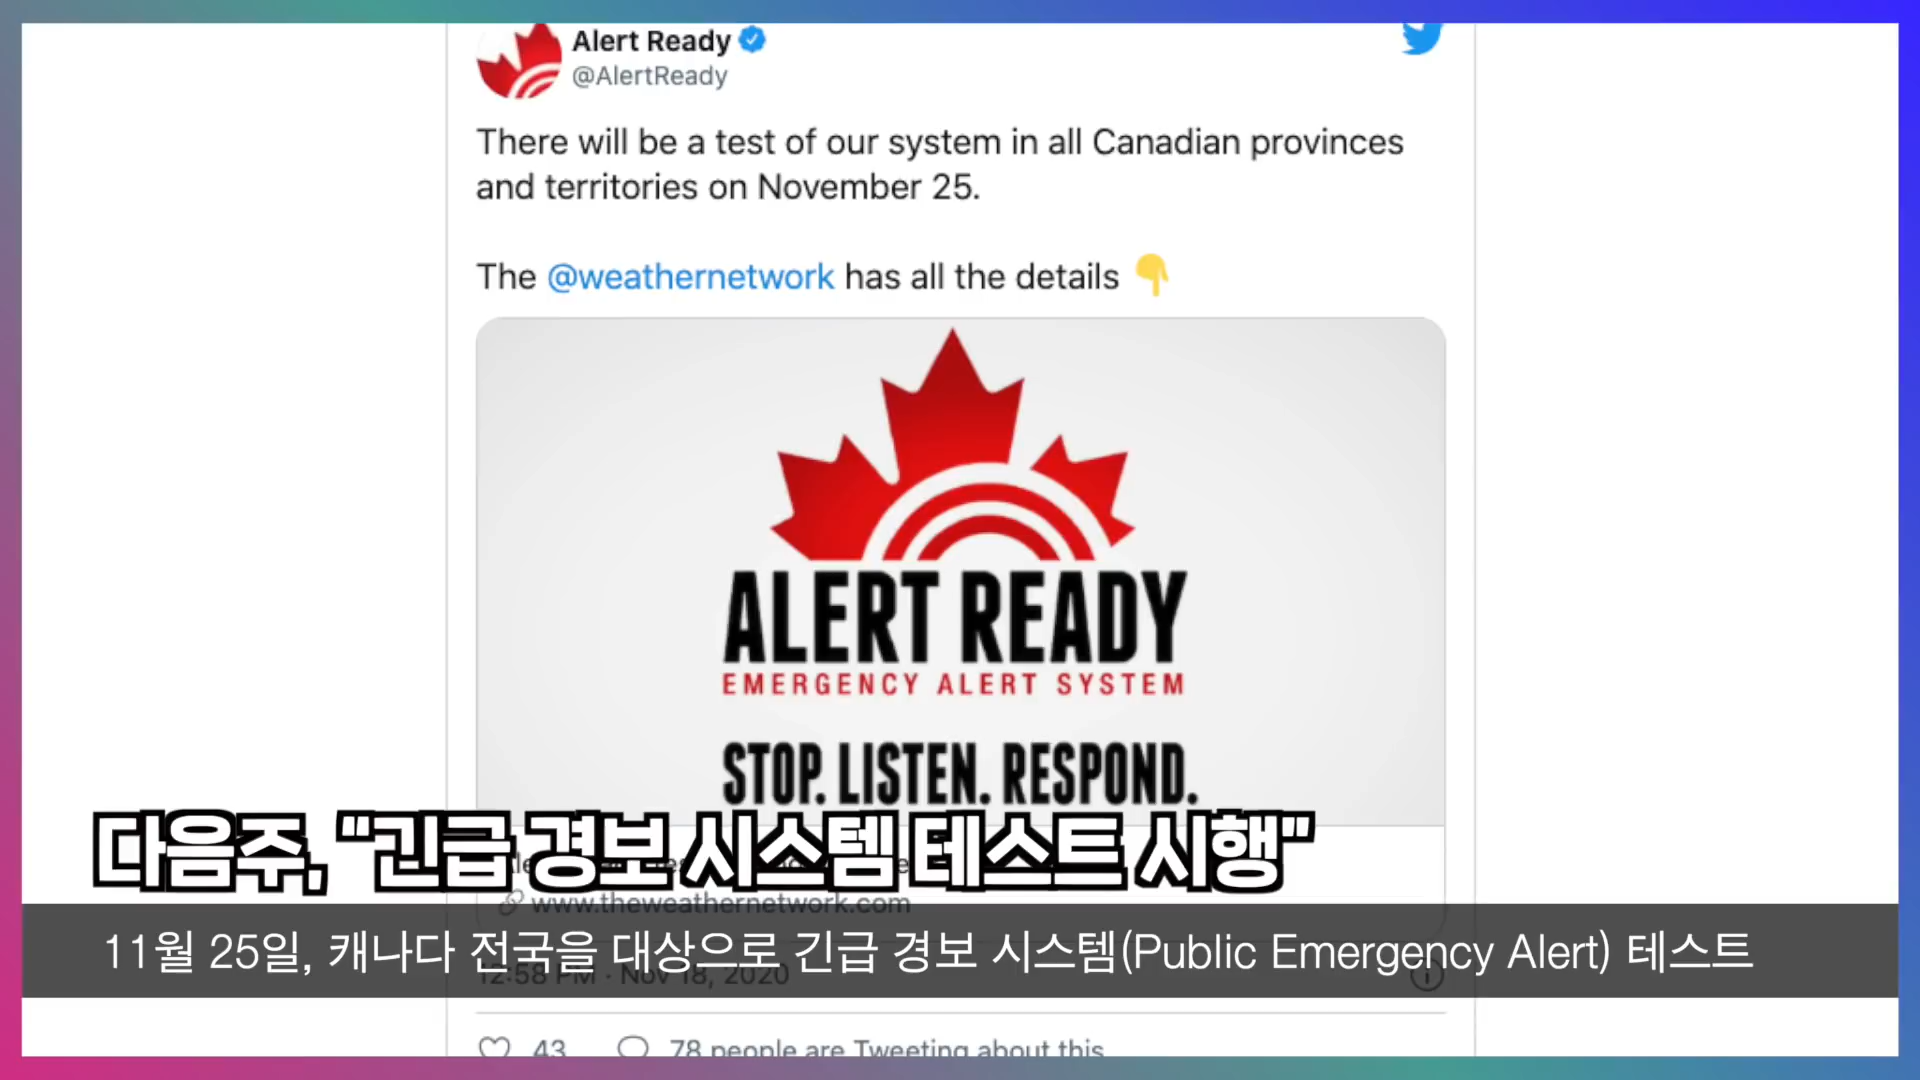 Alert Ready
@AlertReady
There will be a test of our system in all Canadian provinces
and territories on November 25.
The @weathernetwork has all the details
ALERT READY
EMERGENCY ALERT SYSTEM
STOP. LISTEN. RESPOND.
다음주, "긴급 경보 시스템 테스트 시행"
www.theweathernetwork.com
11월 25일, 캐나다 전국을 대상으로 긴급 경보 시스템(Public Emergency Alert) 테스트
12:58 PM · Nov 18, 2020
43 78 people are Tweeting about this